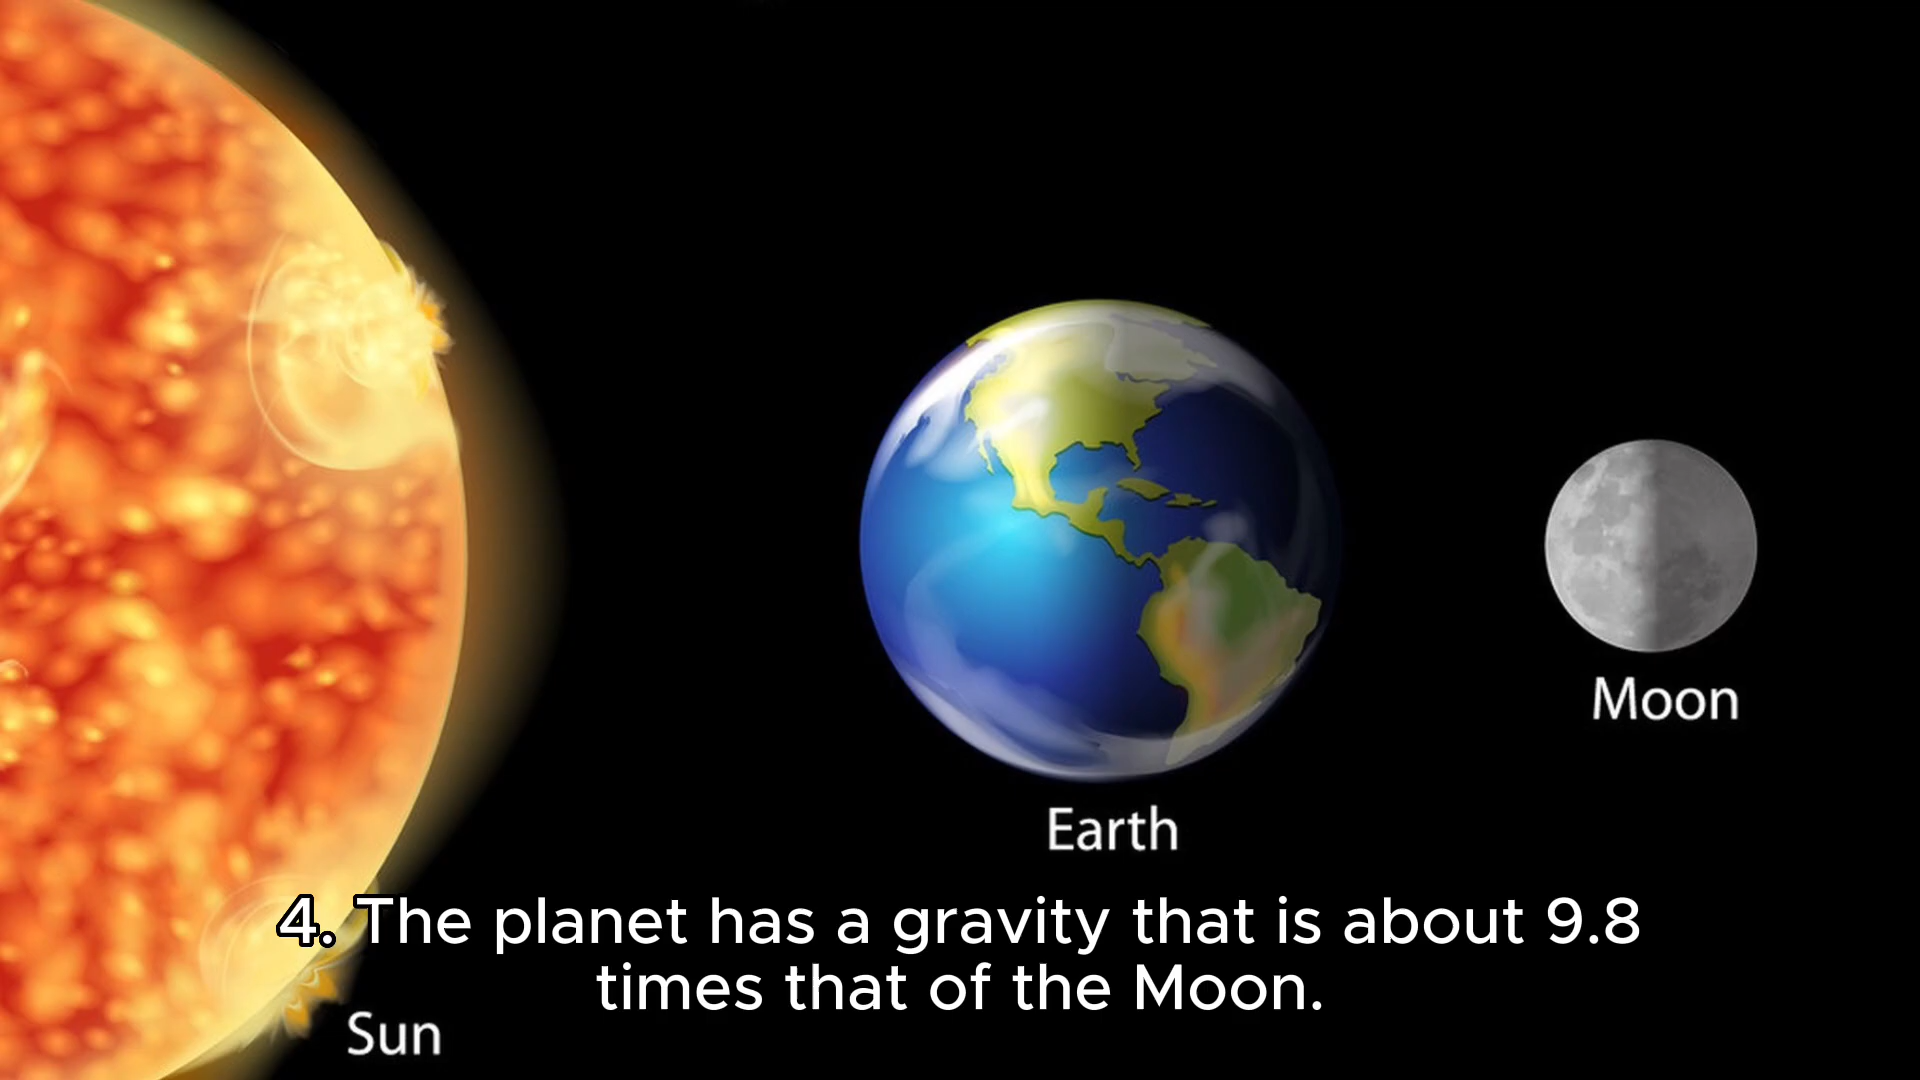 Moon
Earth
4. The planet has a gravity that is about 9.8
times that of the Moon.
Sun